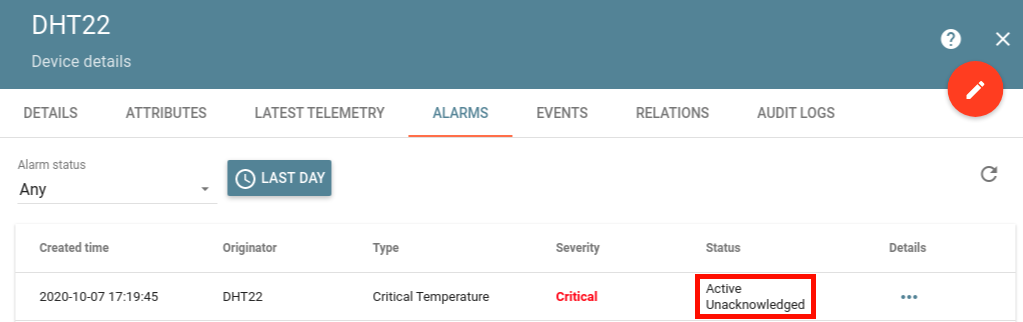 DHT22
Device details
DETAILS ATTRIBUTES LATEST TELEMETRY ALARMS EVENTS RELATIONS AUDIT LOGS
Alarm status
Any
LAST DAY
Created time Originator Type Severity Status Details
2020-10-07 17:19:45 DHT22 Critical Temperature Critical Active
Unacknowledged